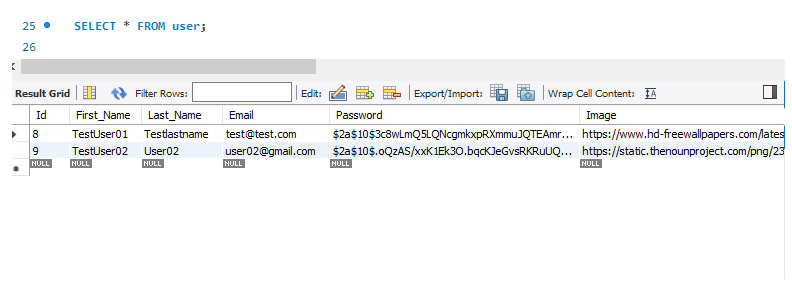 25 SELECT * FROM user;
26
Result Grid Filter Rows: Edit: Export/Import: Wrap Cell Content: IA
Id First_Name Last_Name Email Password Image
8 TestUser01 Testlastname test@test.com $2a$10$3c8wLmQ5LQNcgmkxpRXmmuJQTEAmr... https://www.hd-freewallpapers.com/lates
9 TestUser02 User02 user02@gmail.com $2a$10$.oQzAS/xxK1Ek3O.bqcKJeGvsRKRuUQ... https://static.thenounproject.com/png/23
NULL NULL NULL NULL NULL NULL